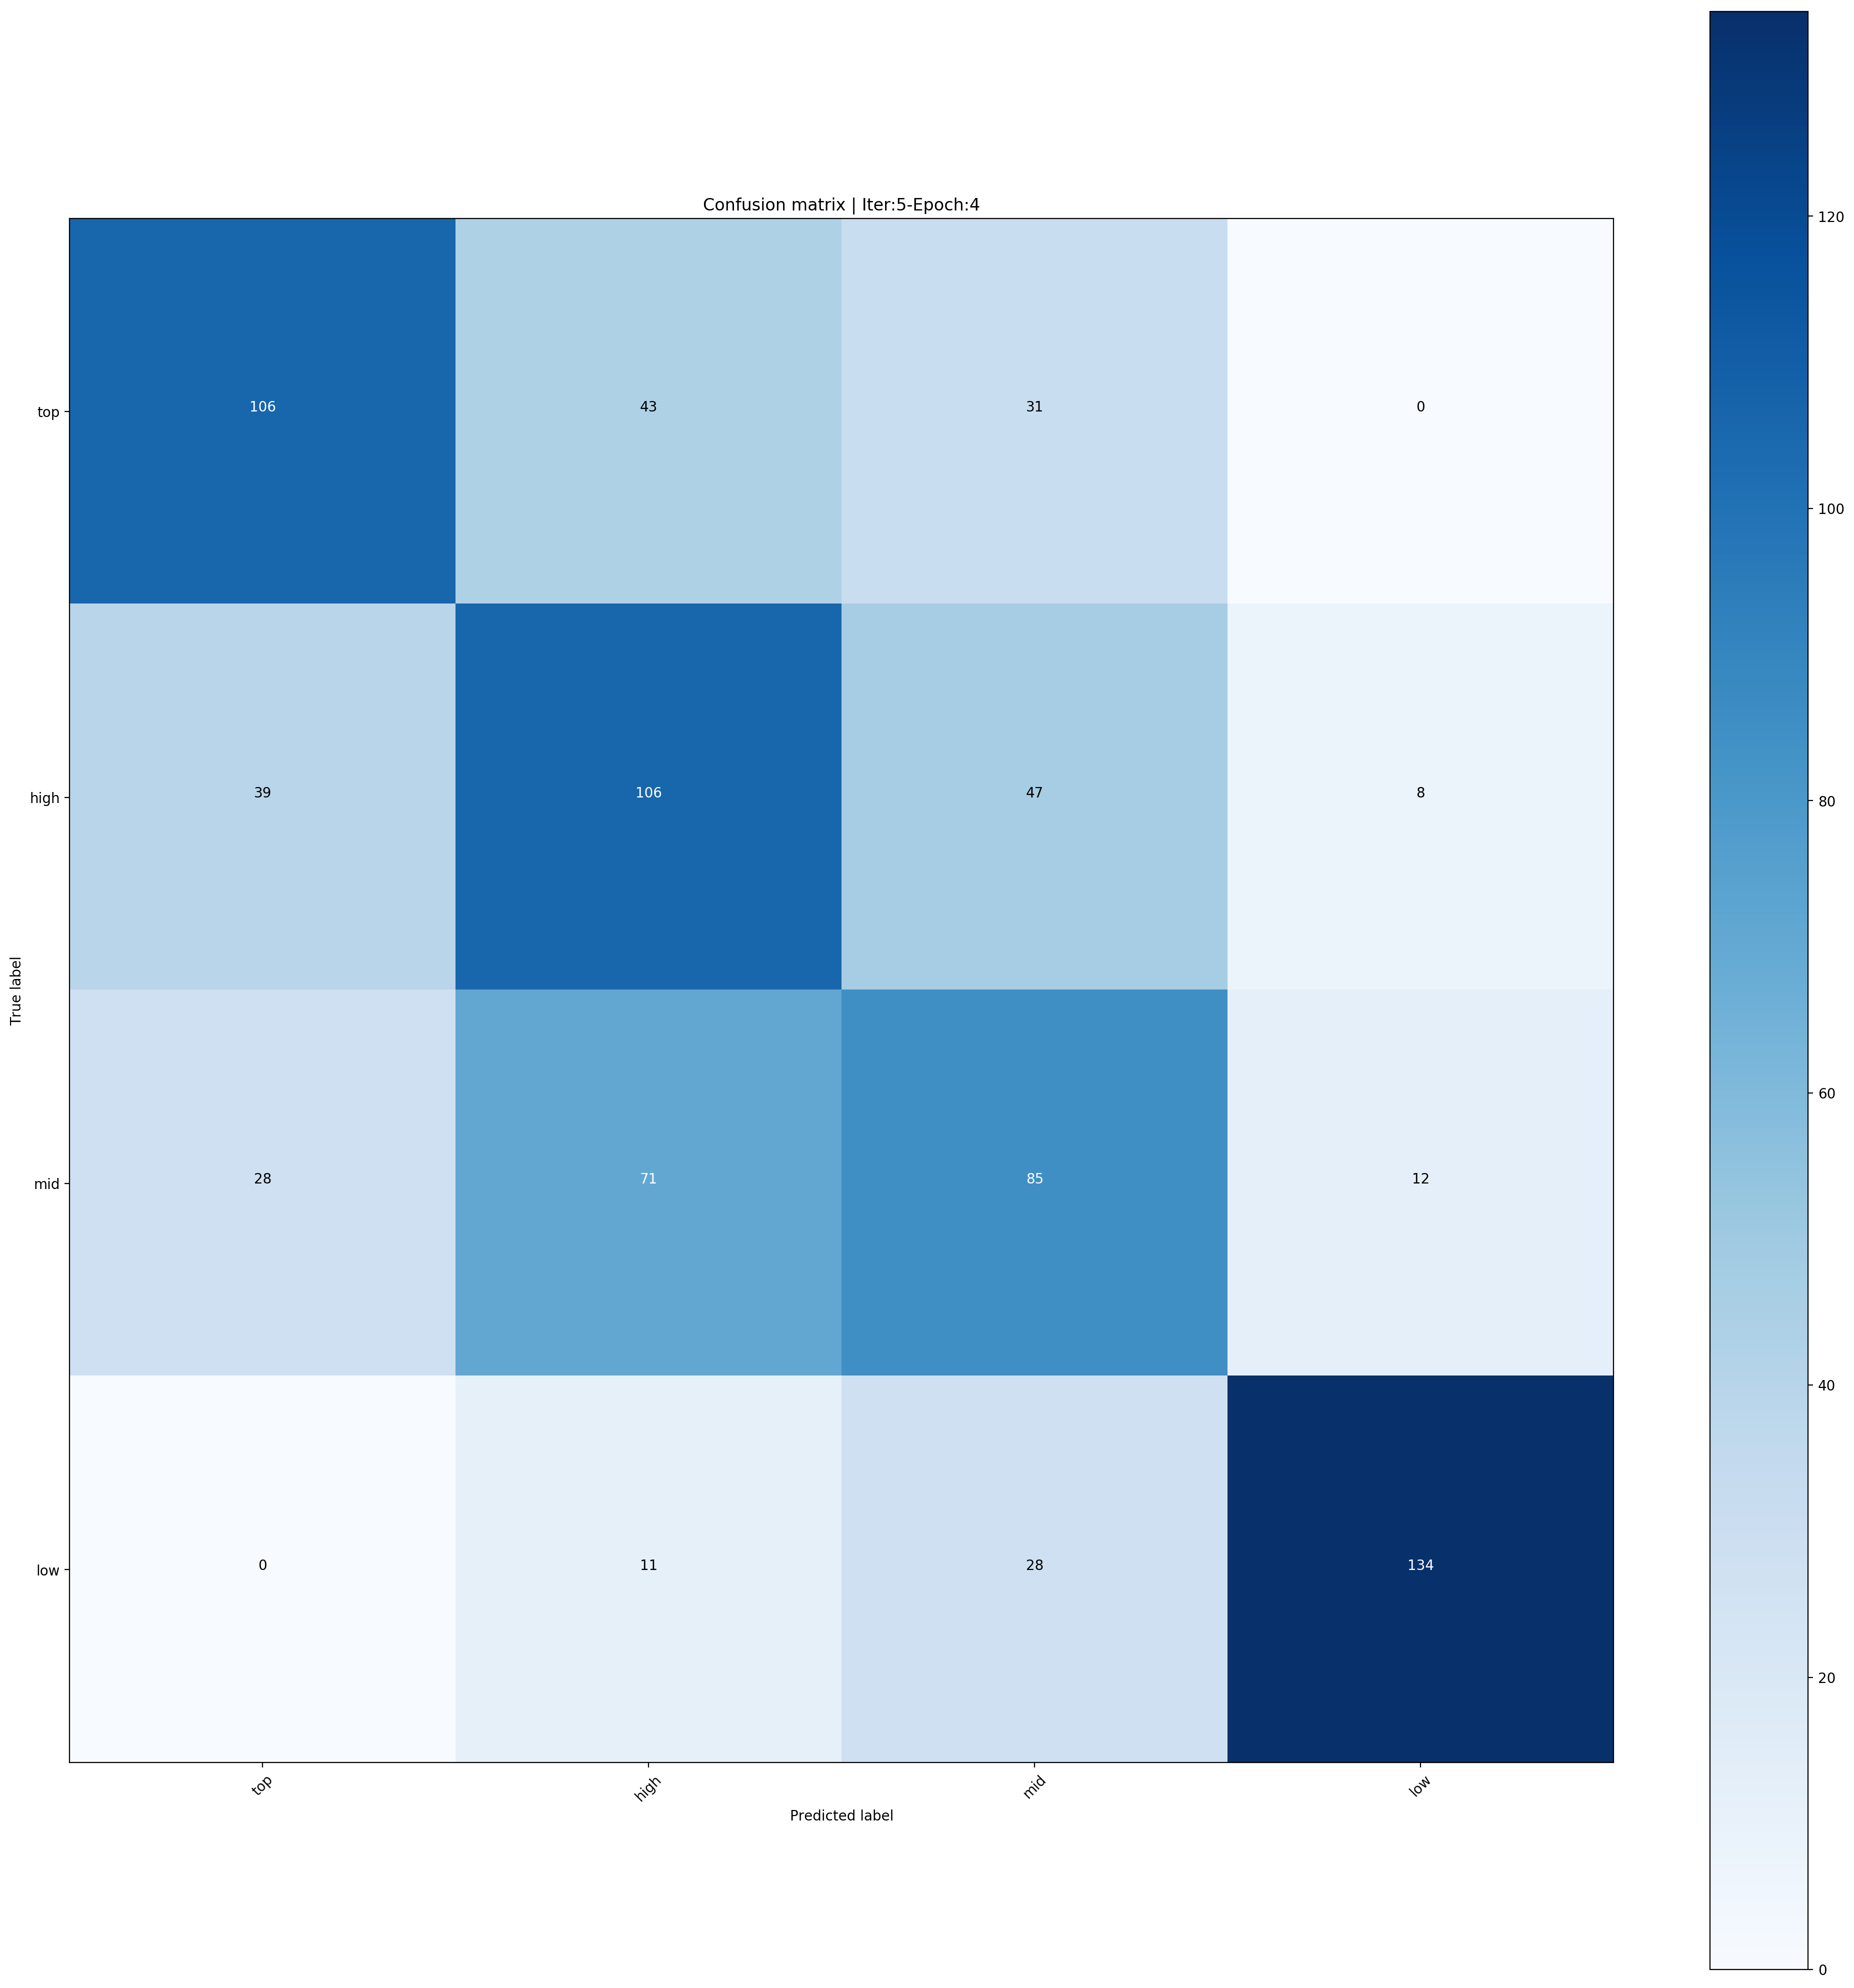 Confusion matrix | Iter:5-Epoch:4
top 106 43 31 0
high 39 106 47 8
mid 28 71 85 12
low 0 11 28 134
top high mid low
True label
Predicted label
120
100
80
60
40
20
0